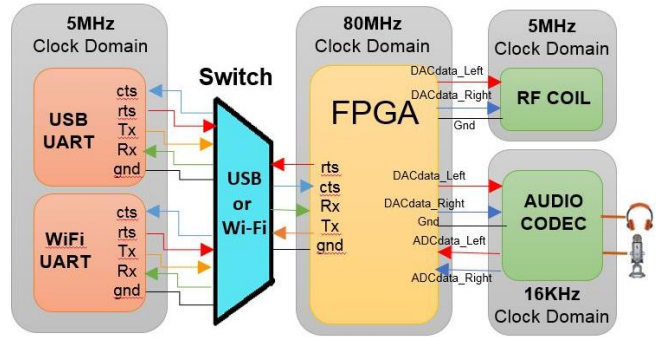 5MHz
Clock Domain
USB
UART
cts
rts
Tx
Rx
gnd
WiFi
UART
cts
rts
Tx
Rx
gnd
Switch
USB
or
Wi-Fi
80MHz
Clock Domain
FPGA
rts
cts
Rx
Tx
gnd
5MHz
Clock Domain
DACdata_Left
DACdata_Right
Gnd
RF COIL
DACdata_Left
DACdata_Right
Gnd
ADCdata_Left
ADCdata_Right
AUDIO
CODEC
16KHz
Clock Domain